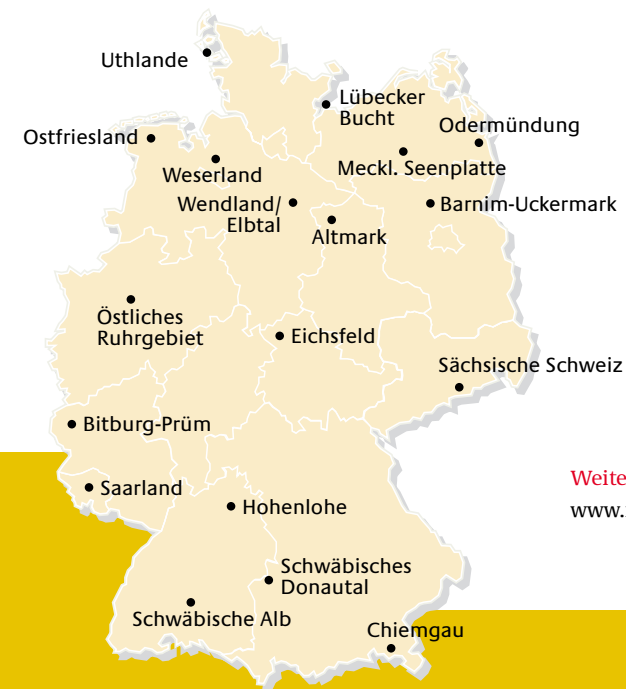 Uthlande
Lübecker
Bucht
Ostfriesland
Odermündung
Weserland
Meckl. Seenplatte
Wendland/
Elbtal
Barnim-Uckermark
Altmark
Östliches
Ruhrgebiet
Eichsfeld
Sächsische Schweiz
Bitburg-Prüm
Saarland
Weite
www.
Hohenlohe
Schwäbisches
Donautal
Schwäbische Alb
Chiemgau